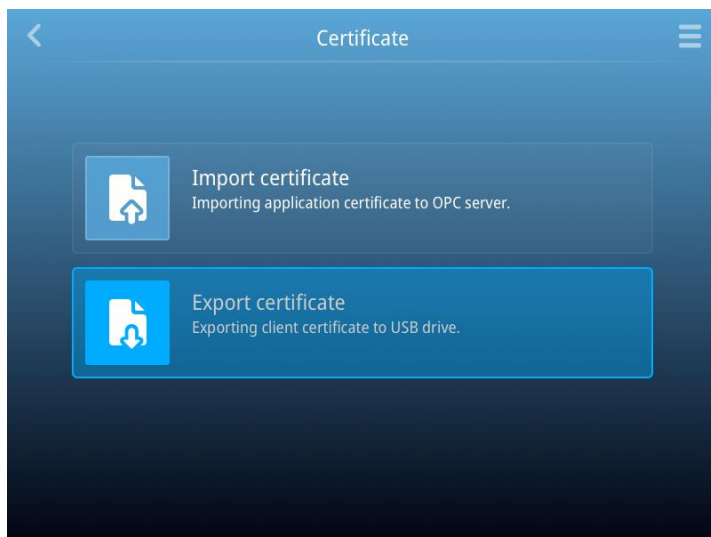 Certificate
Import certificate
Importing application certificate to OPC server.
Export certificate
Exporting client certificate to USB drive.